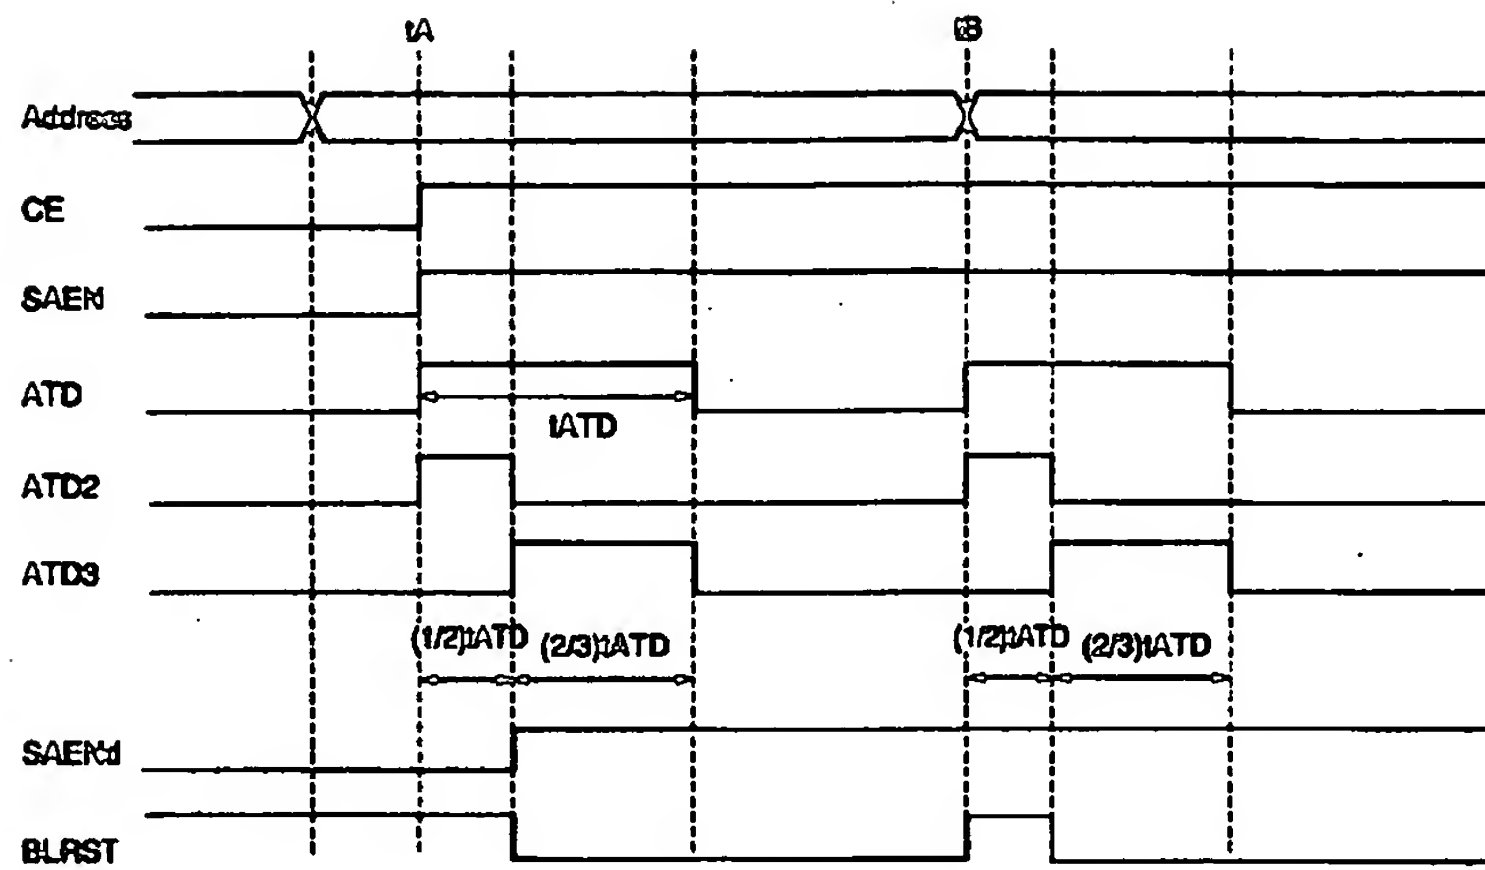 tA
tB
Address
CE
SAEN
ATD
tATD
ATD2
ATD3
(1/2)tATD
(2/3)tATD
(1/2)tATD
(2/3)tATD
SAENd
BLRST